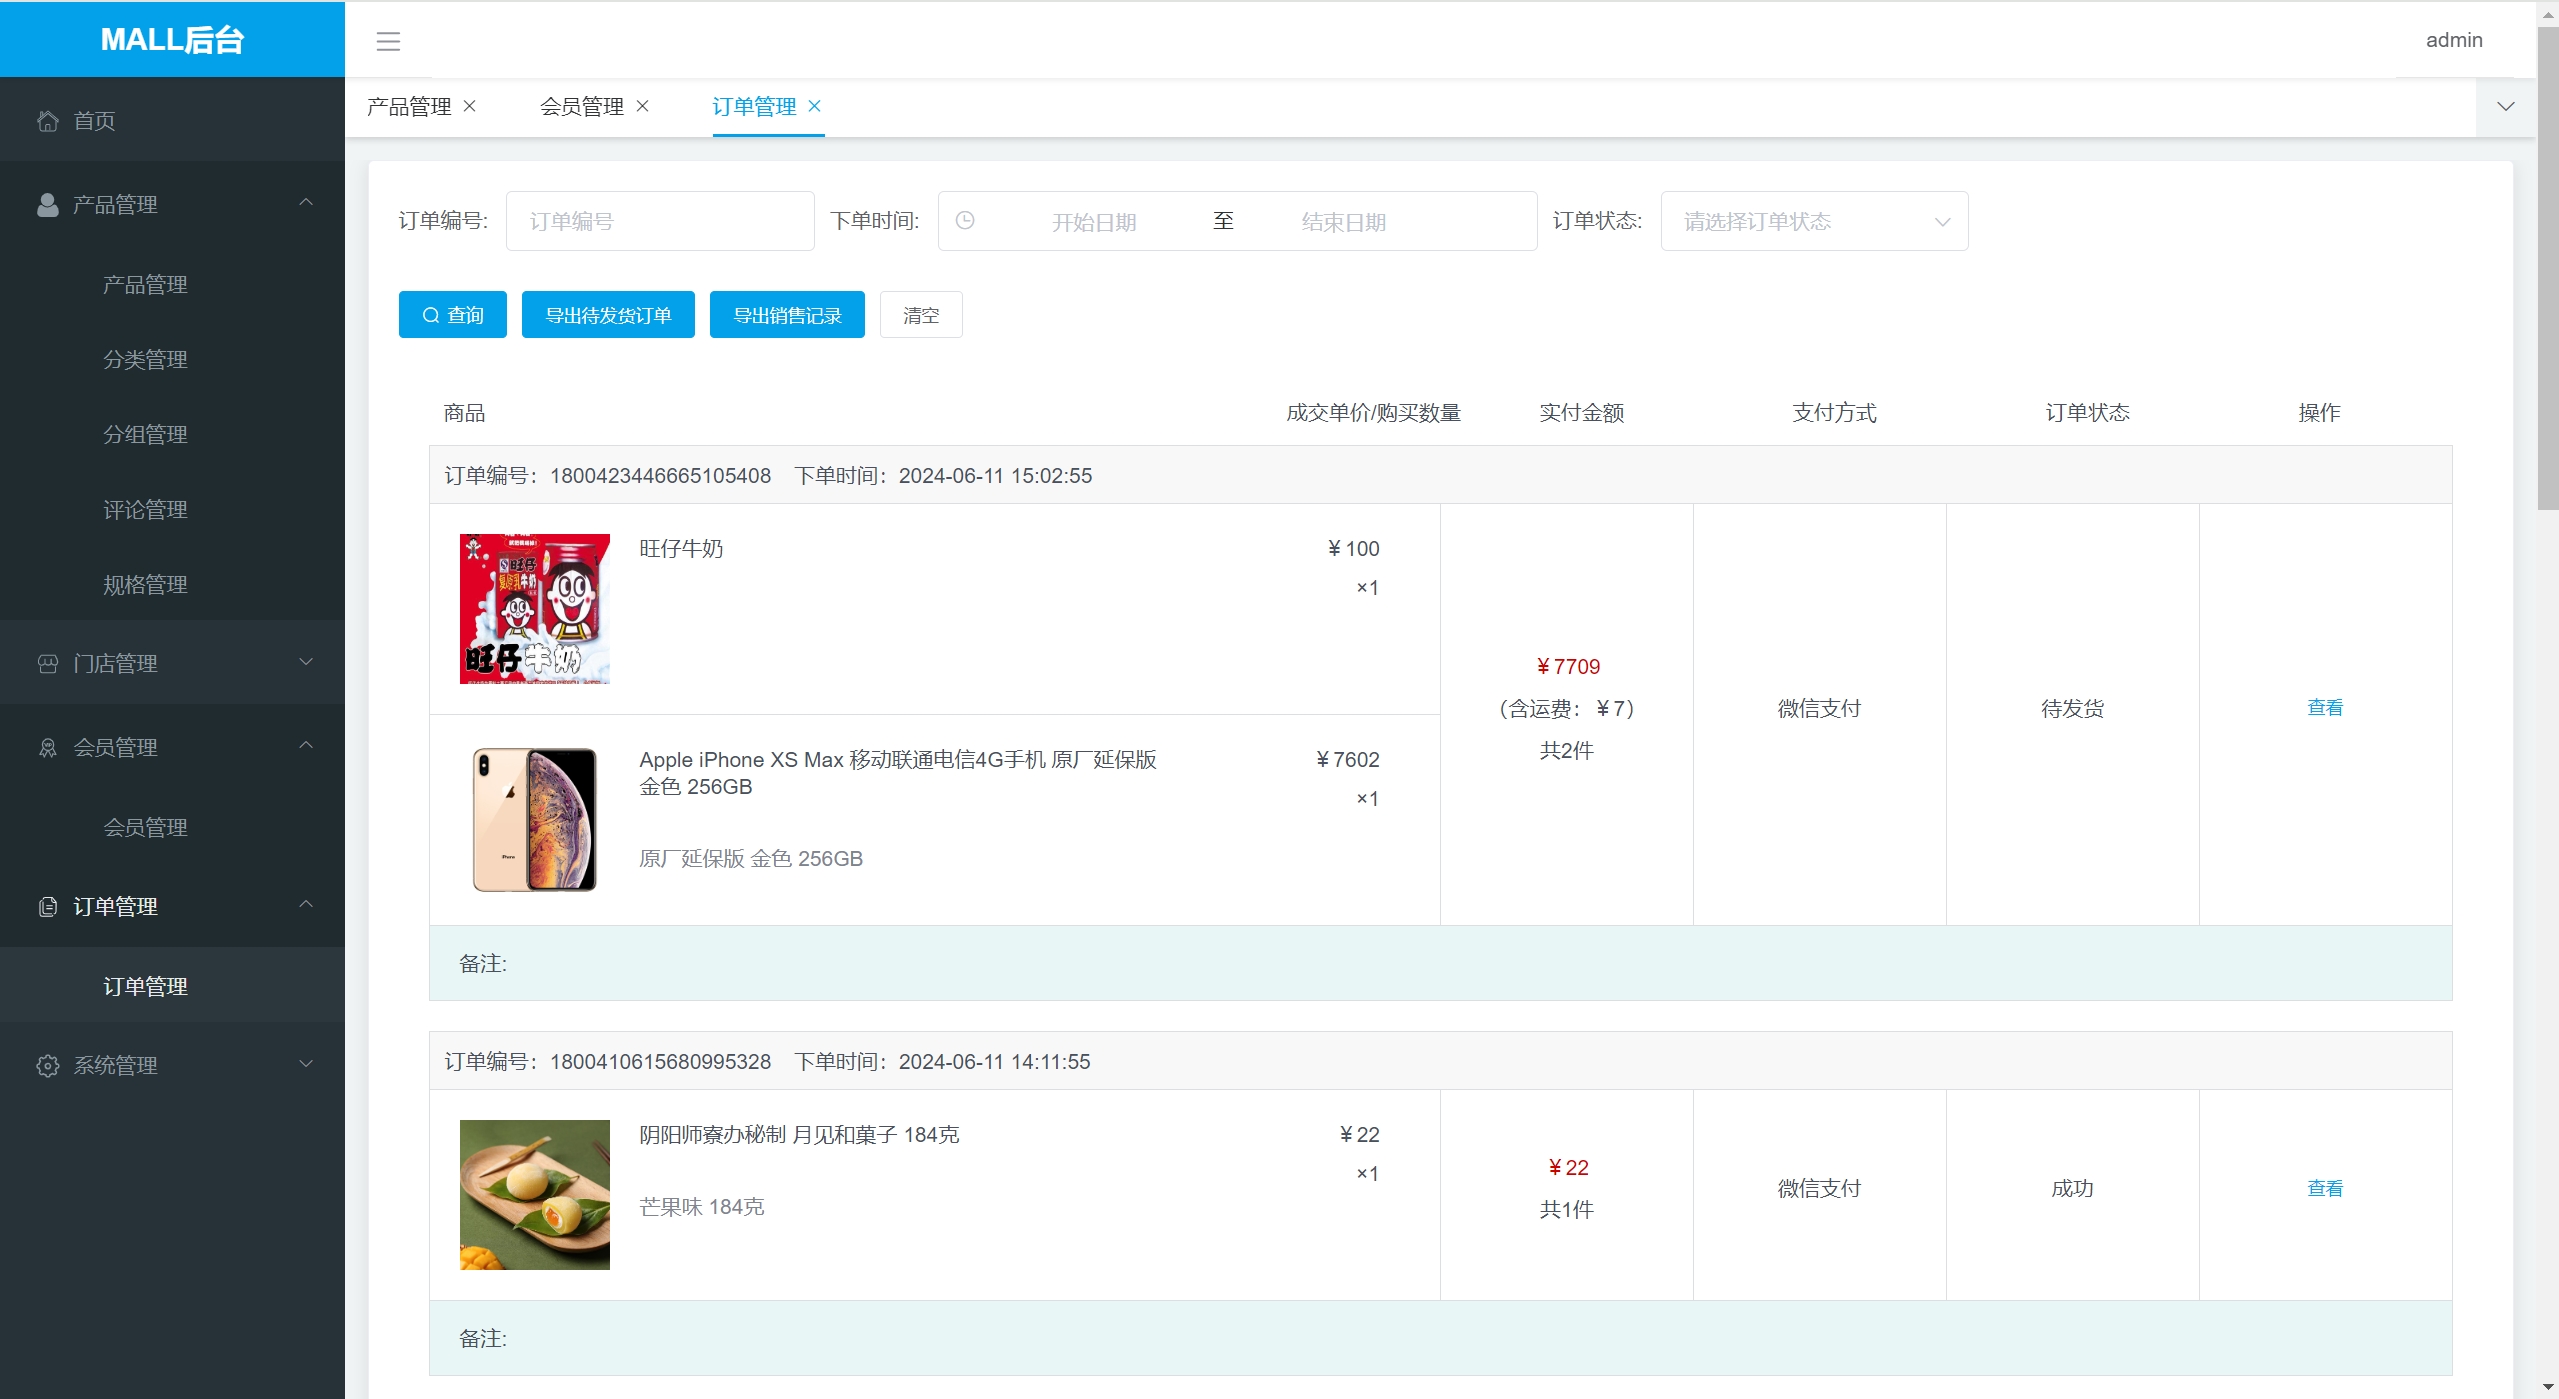 MALL后台
admin
首页
产品管理
产品管理
分类管理
分组管理
评论管理
规格管理
门店管理
会员管理
会员管理
订单管理
订单管理
系统管理
产品管理 × 会员管理 × 订单管理 ×
订单编号: 订单编号 下单时间: 开始日期 至 结束日期 订单状态: 请选择订单状态
查询 导出待发货订单 导出销售记录 清空
商品 成交单价/购买数量 实付金额 支付方式 订单状态 操作
订单编号：1800423446665105408 下单时间：2024-06-11 15:02:55
旺仔
复原乳牛奶
旺仔牛奶
旺仔牛奶 ¥ 100
×1
Apple iPhone XS Max 移动联通电信4G手机 原厂延保版 ¥ 7602
金色 256GB
×1
原厂延保版 金色 256GB
¥ 7709
（含运费：¥ 7）
共2件
微信支付 待发货 查看
备注:
订单编号：1800410615680995328 下单时间：2024-06-11 14:11:55
阴阳师寮办秘制 月见和菓子 184克 ¥ 22
×1
芒果味 184克
¥ 22
共1件
微信支付 成功 查看
备注: